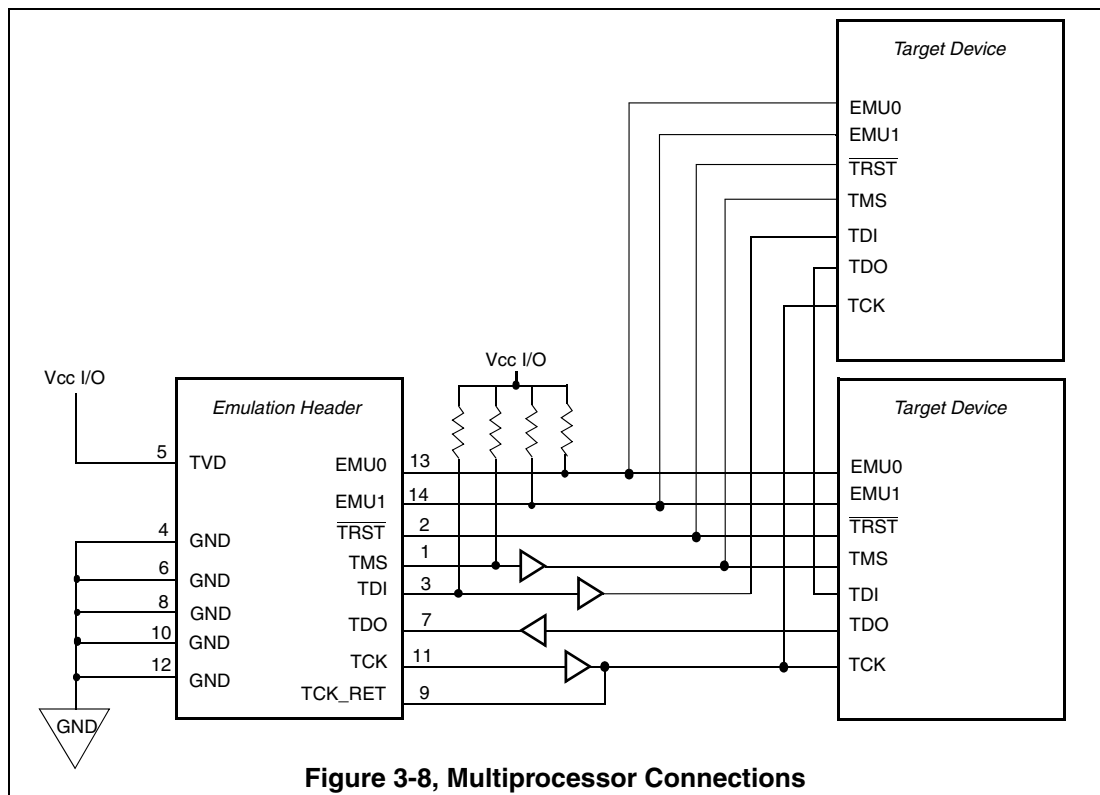 Target Device
EMU0
EMU1
TRST
TMS
TDI
TDO
TCK
Vcc I/O
Vcc I/O
Emulation Header
5
TVD
4
GND
6
GND
8
GND
10
GND
12
GND
GND
EMU0
13
EMU1
14
TRST
2
TMS
1
TDI
3
TDO
7
TCK
11
TCK_RET
9
Target Device
EMU0
EMU1
TRST
TMS
TDI
TDO
TCK
Figure 3-8, Multiprocessor Connections